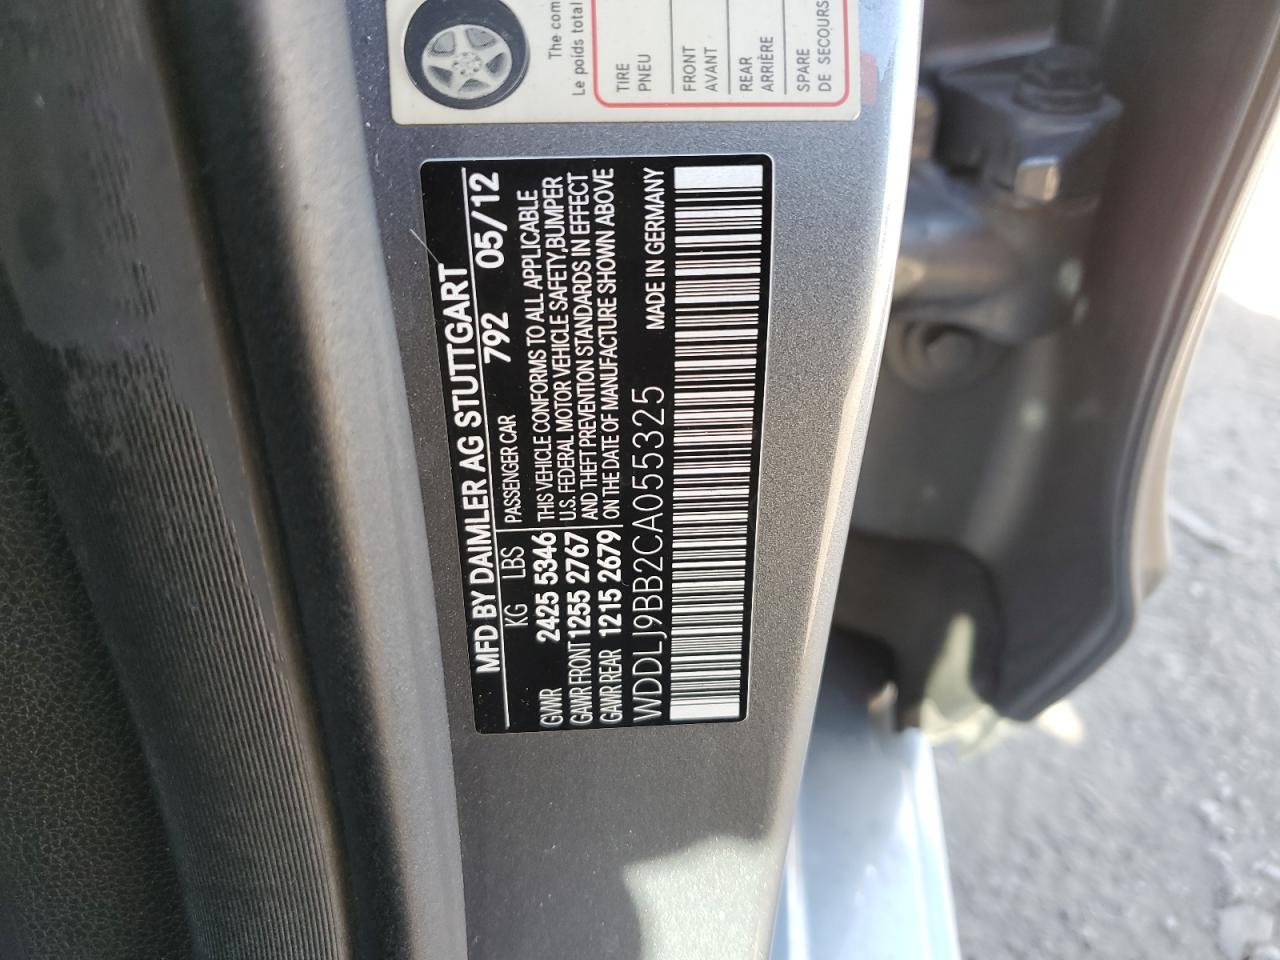 The com
Le poids total
TIRE
PNEU
FRONT
AVANT
REAR
ARRIÈRE
SPARE
DE SECOURS
MFD BY DAIMLER AG STUTTGART
KG LBS PASSENGER CAR 792 05/12
GVWR 2425 5346 THIS VEHICLE CONFORMS TO ALL APPLICABLE
GAWR FRONT 1255 2767 U.S. FEDERAL MOTOR VEHICLE SAFETY,BUMPER
AND THEFT PREVENTION STANDARDS IN EFFECT
GAWR REAR 1215 2679 ON THE DATE OF MANUFACTURE SHOWN ABOVE
WDDLJ9BB2CA055325 MADE IN GERMANY